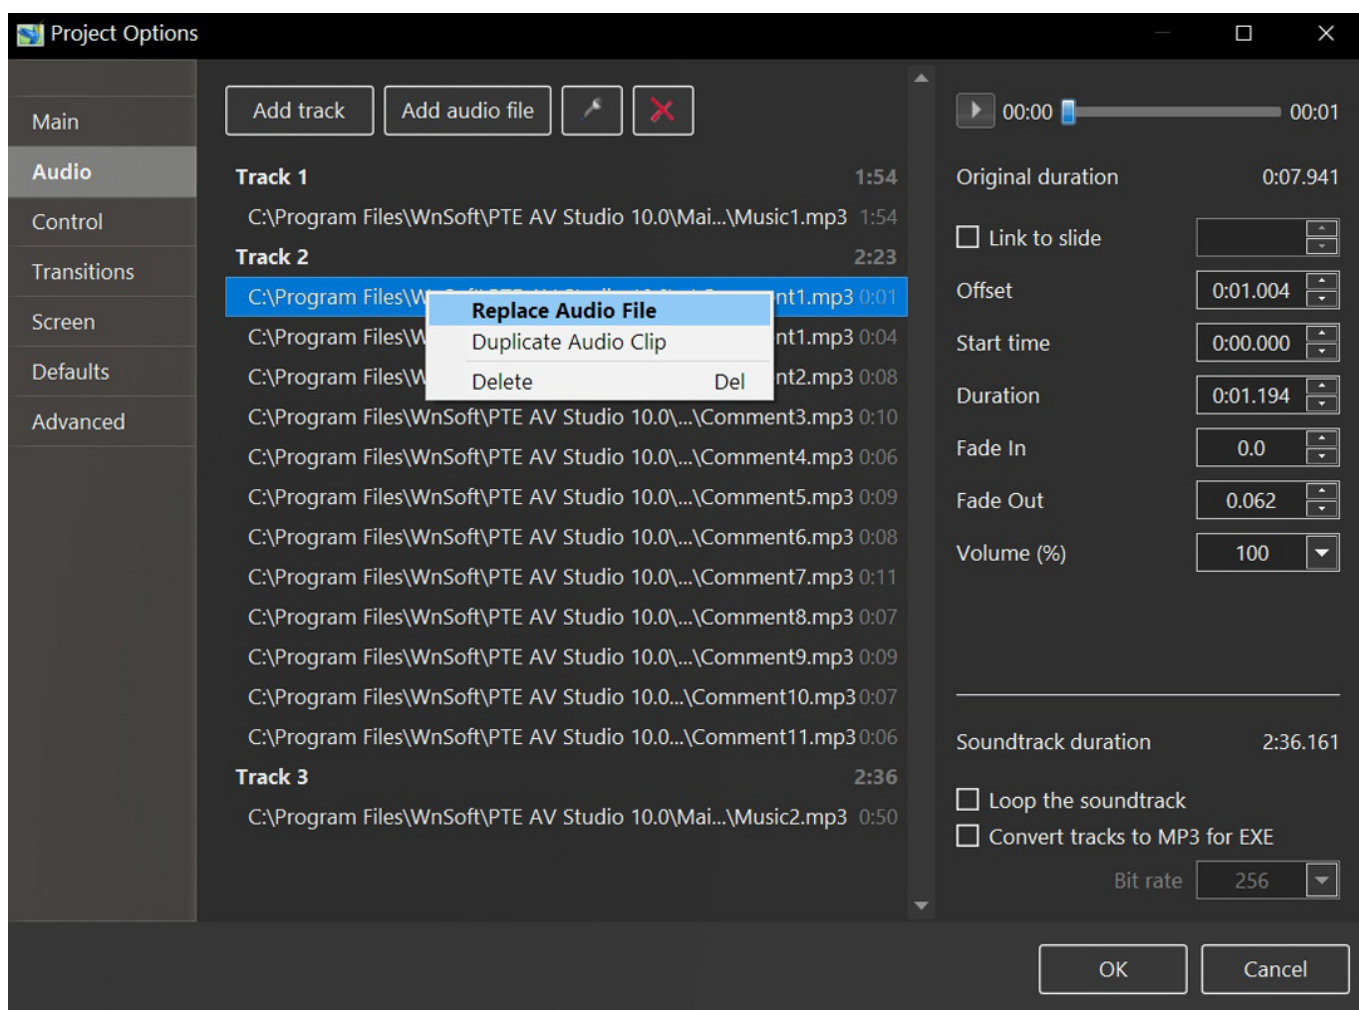 Project Options
Main
Audio
Control
Transitions
Screen
Defaults
Advanced
Add track
Add audio file
Track 1 1:54
C:\Program Files\WnSoft\PTE AV Studio 10.0\Mai...\Music1.mp3 1:54
Track 2 2:23
C:\Program Files\W nt1.mp3 0:01
C:\Program Files\W nt1.mp3 0:04
C:\Program Files\W nt2.mp3 0:08
Replace Audio File
Duplicate Audio Clip
Delete Del
C:\Program Files\WnSoft\PTE AV Studio 10.0\...\Comment3.mp3 0:10
C:\Program Files\WnSoft\PTE AV Studio 10.0\...\Comment4.mp3 0:06
C:\Program Files\WnSoft\PTE AV Studio 10.0\...\Comment5.mp3 0:09
C:\Program Files\WnSoft\PTE AV Studio 10.0\...\Comment6.mp3 0:08
C:\Program Files\WnSoft\PTE AV Studio 10.0\...\Comment7.mp3 0:11
C:\Program Files\WnSoft\PTE AV Studio 10.0\...\Comment8.mp3 0:07
C:\Program Files\WnSoft\PTE AV Studio 10.0\...\Comment9.mp3 0:09
C:\Program Files\WnSoft\PTE AV Studio 10.0...\Comment10.mp3 0:07
C:\Program Files\WnSoft\PTE AV Studio 10.0...\Comment11.mp3 0:06
Track 3 2:36
C:\Program Files\WnSoft\PTE AV Studio 10.0\Mai...\Music2.mp3 0:50
00:00 00:01
Original duration 0:07.941
Link to slide
Offset 0:01.004
Start time 0:00.000
Duration 0:01.194
Fade In 0.0
Fade Out 0.062
Volume (%) 100
Soundtrack duration 2:36.161
Loop the soundtrack
Convert tracks to MP3 for EXE
Bit rate 256
OK
Cancel